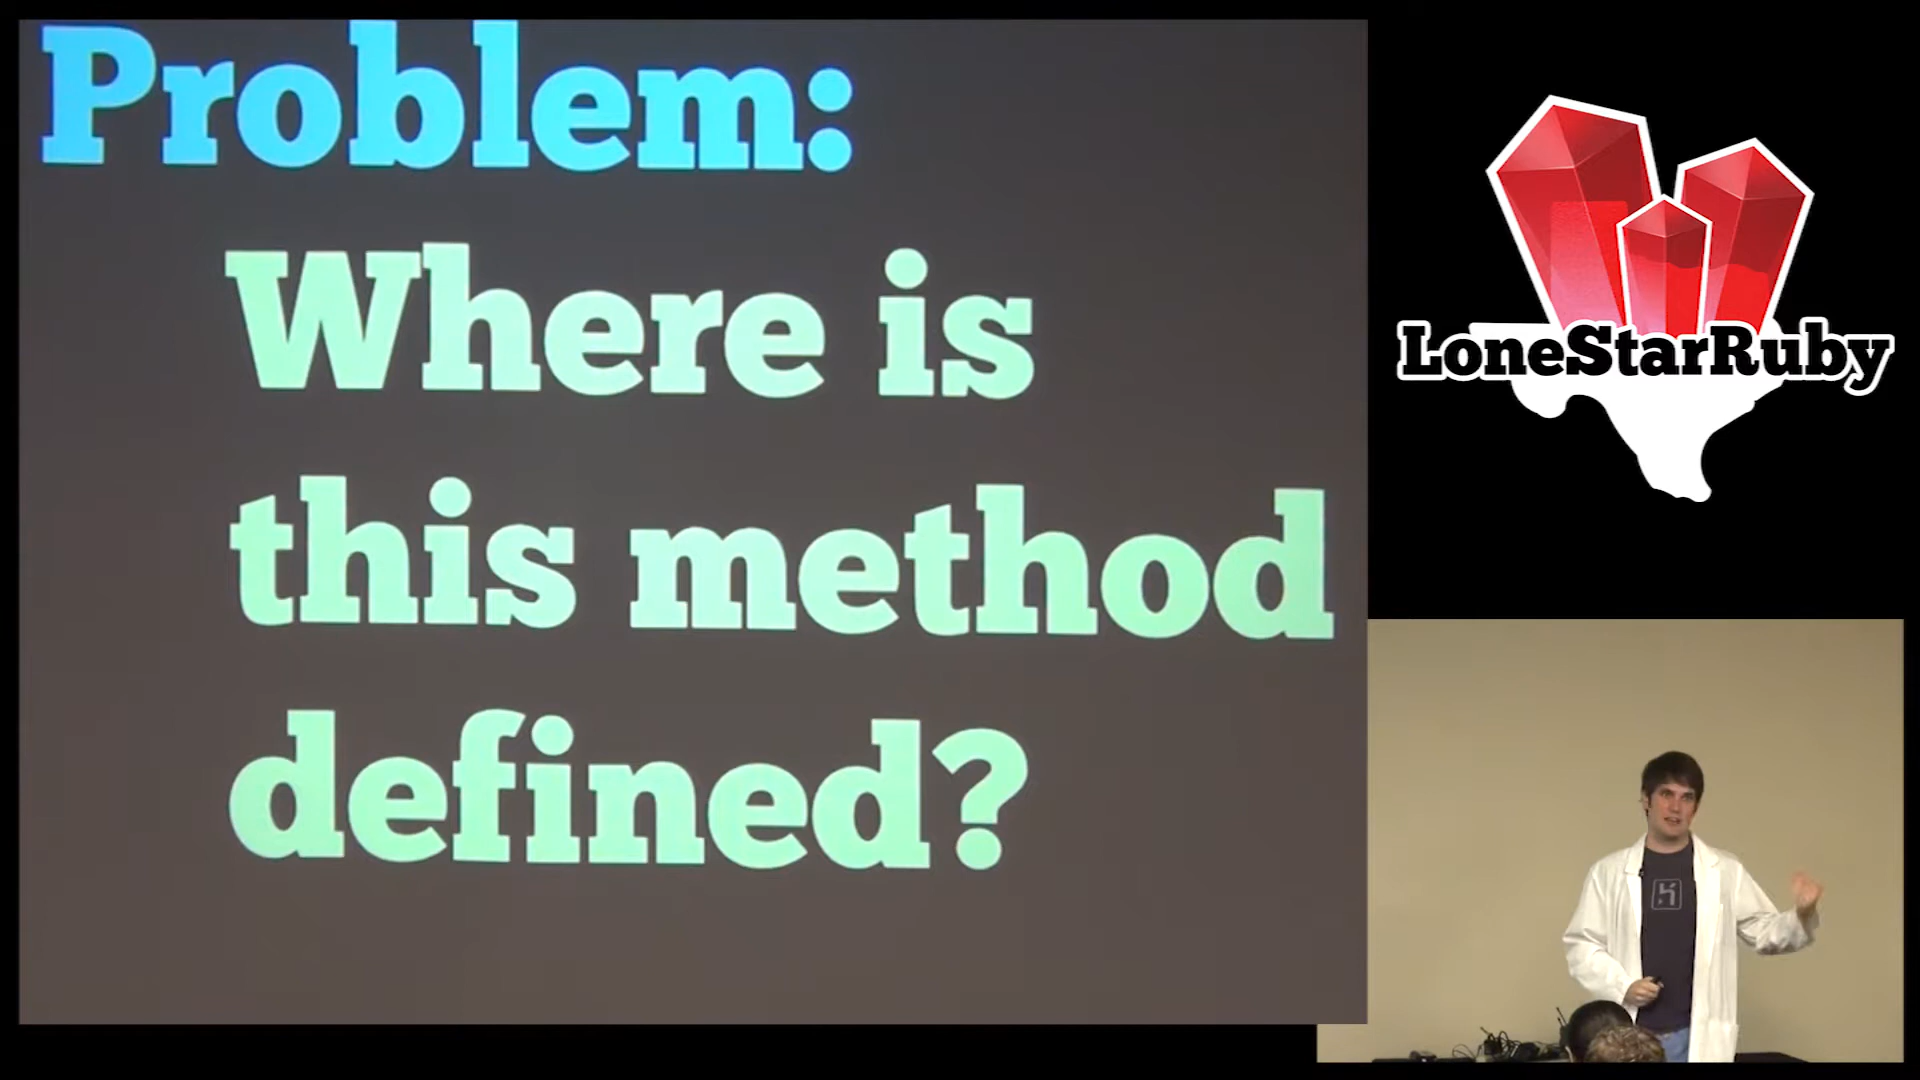 Problem:
Where is
this method
defined?
LoneStarRuby